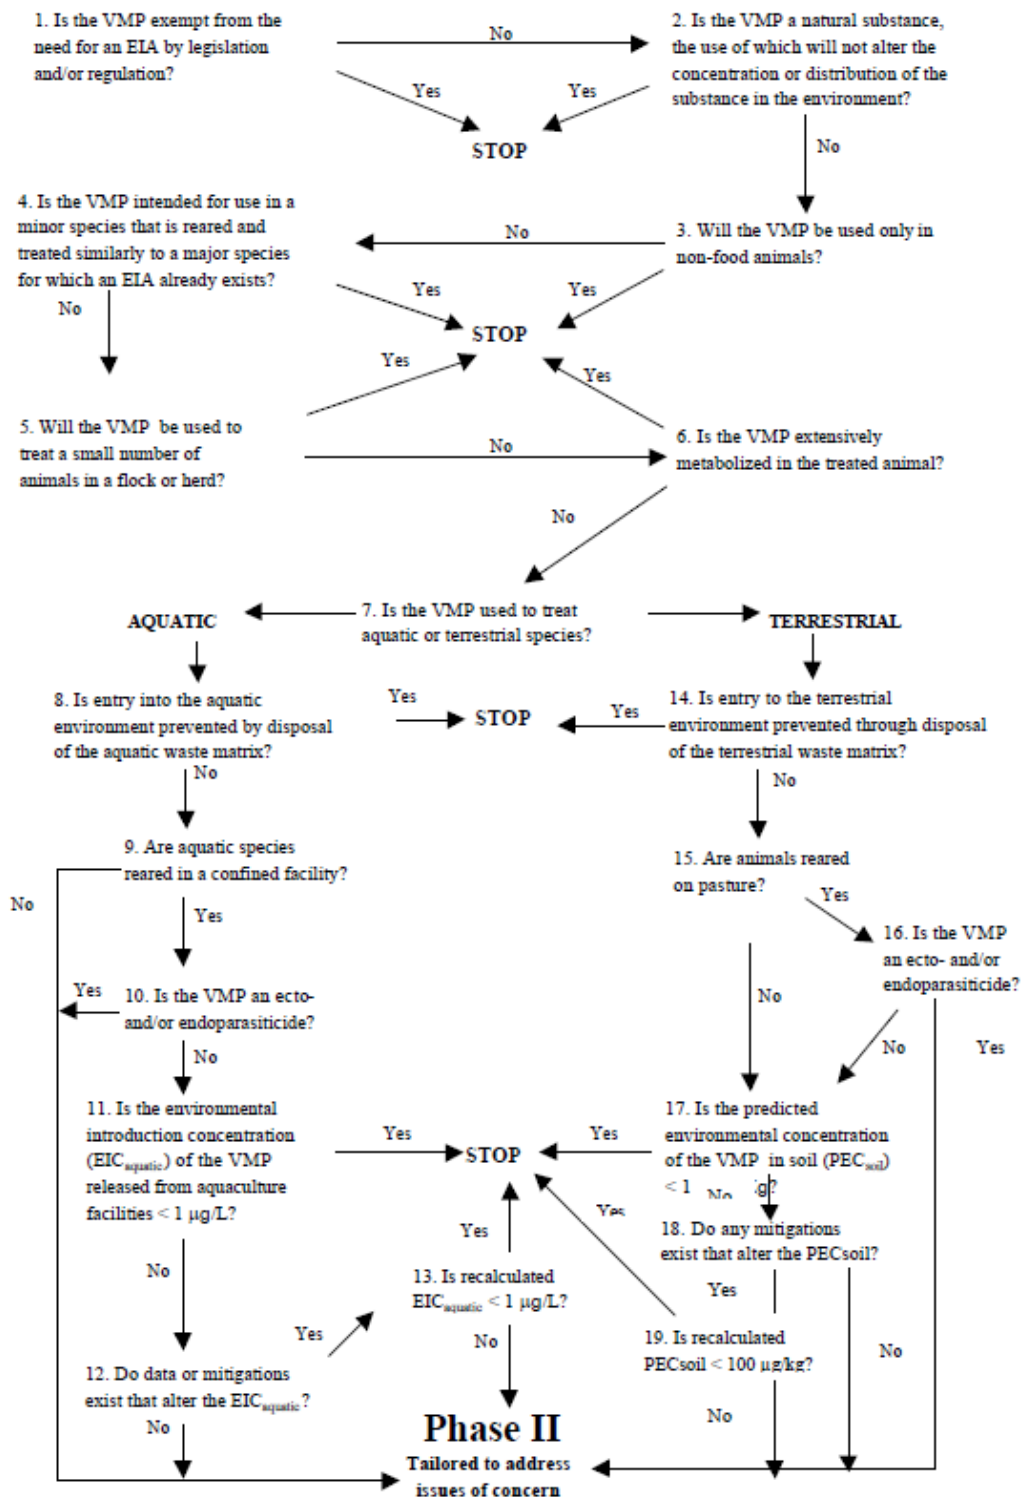 1. Is the VMP exempt from the
need for an EIA by legislation
and/or regulation?
No
2. Is the VMP a natural substance,
the use of which will not alter the
concentration or distribution of the
substance in the environment?
Yes
Yes
STOP
No
4. Is the VMP intended for use in a
minor species that is reared and
treated similarly to a major species
for which an EIA already exists?
No
3. Will the VMP be used only in
non-food animals?
Yes
Yes
No
STOP
Yes
Yes
5. Will the VMP be used to
treat a small number of
animals in a flock or herd?
No
6. Is the VMP extensively
metabolized in the treated animal?
No
7. Is the VMP used to treat
aquatic or terrestrial species?
AQUATIC
TERRESTRIAL
8. Is entry into the aquatic
environment prevented by disposal
of the aquatic waste matrix?
Yes
STOP
Yes
14. Is entry to the terrestrial
environment prevented through disposal
of the terrestrial waste matrix?
No
No
9. Are aquatic species
reared in a confined facility?
15. Are animals reared
on pasture?
No
Yes
Yes
16. Is the VMP
an ecto- and/or
endoparasiticide?
Yes
10. Is the VMP an ecto-
and/or endoparasiticide?
No
No
No
Yes
11. Is the environmental
introduction concentration
(EICaquatic) of the VMP
released from aquaculture
facilities < 1 µg/L?
Yes
STOP
Yes
17. Is the predicted
environmental concentration
of the VMP in soil (PECsoil)
< 1 g?
No
Yes
Yes
18. Do any mitigations
exist that alter the PECsoil?
No
13. Is recalculated
EICaquatic < 1 µg/L?
Yes
Yes
No
19. Is recalculated
PECsoil < 100 µg/kg?
No
12. Do data or mitigations
exist that alter the EICaquatic?
No
No
Phase II
Tailored to address
issues of concern